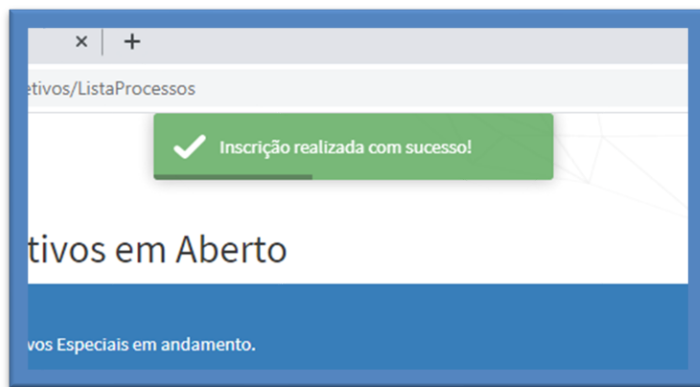 etivos/ListaProcessos
Inscrição realizada com sucesso!
tivos em Aberto
vos Especiais em andamento.